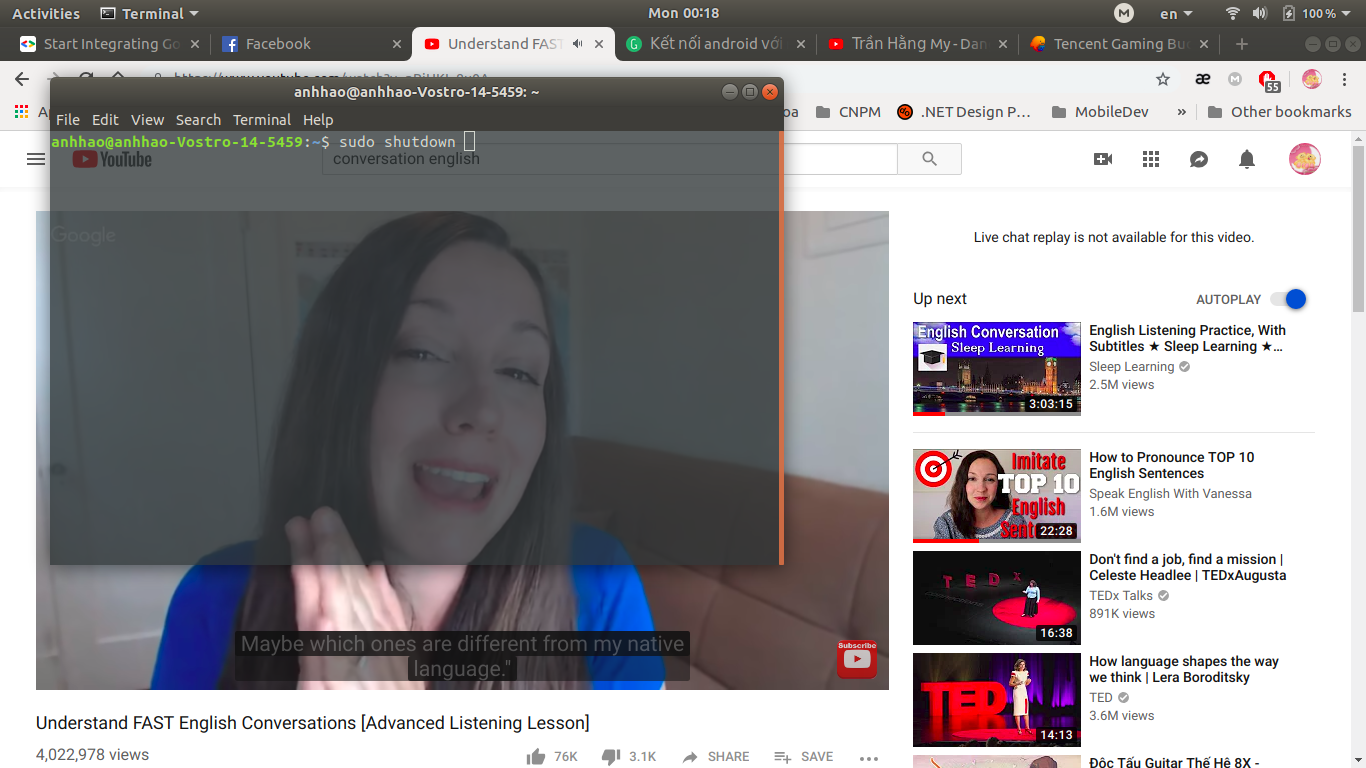 Activities Terminal Mon 00:18 en 100 %
Start Integrating Go Facebook Understand FAST Kết nối android với Trần Hằng My - Dan Tencent Gaming Bu
55
anhhao@anhhao-Vostro-14-5459: ~
CNPM .NET Design P… MobileDev » Other bookmarks
File Edit View Search Terminal Help
anhhao@anhhao-Vostro-14-5459:~$ sudo shutdown
YouTube conversation english
Google
Maybe which ones are different from my native
language."
Subscribe
Understand FAST English Conversations [Advanced Listening Lesson]
4,022,978 views 76K 3.1K SHARE SAVE
Live chat replay is not available for this video.
Up next AUTOPLAY
English Conversation
Sleep Learning
3:03:15
English Listening Practice, With
Subtitles ★ Sleep Learning ★…
Sleep Learning
2.5M views
Imitate
TOP 10
English
22:28
How to Pronounce TOP 10
English Sentences
Speak English With Vanessa
1.6M views
TEDX
16:38
Don't find a job, find a mission |
Celeste Headlee | TEDxAugusta
TEDx Talks
891K views
TED
14:13
How language shapes the way
we think | Lera Boroditsky
TED
3.6M views
Độc Tấu Guitar Thế Hệ 8X -